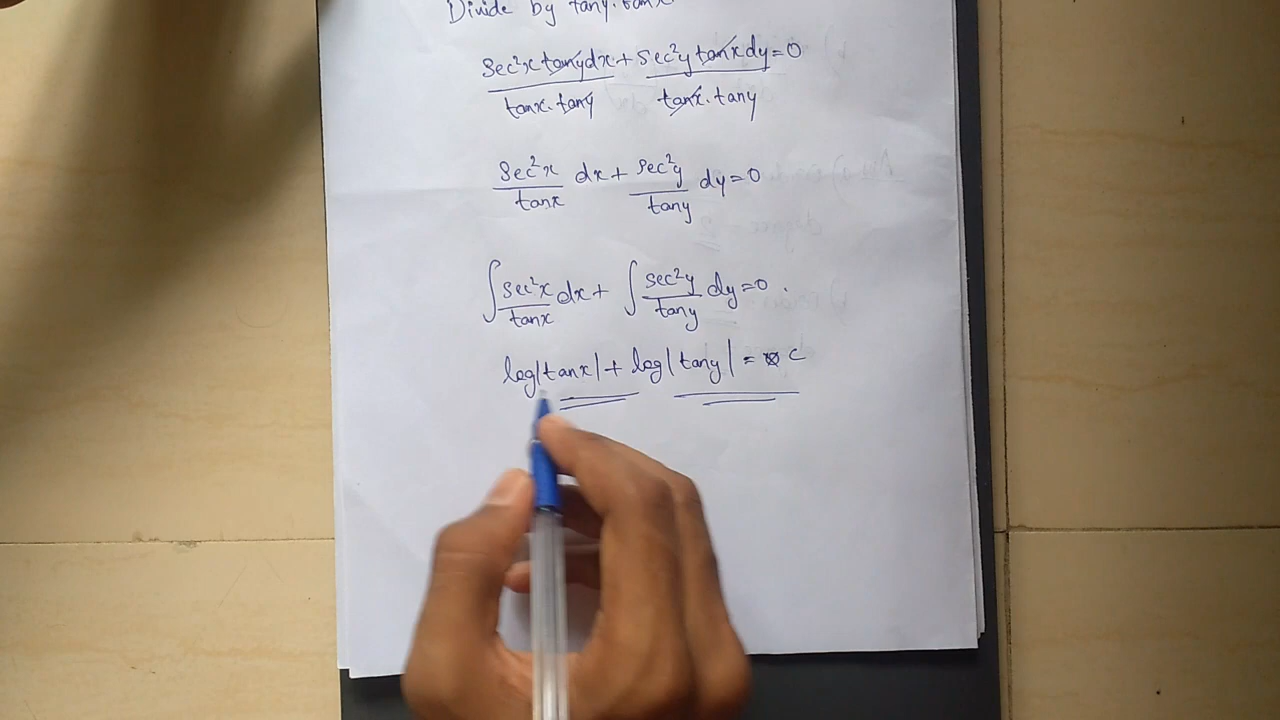 Divide by tany. tanx
sec²x tany dx + sec²y tanx dy = 0
tanx. tany tanx. tany
sec²x dx + sec²y dy = 0
tanx tany
∫ sec²x dx + ∫ sec²y dy = 0 .
tanx tany
log|tanx| + log|tany| = c